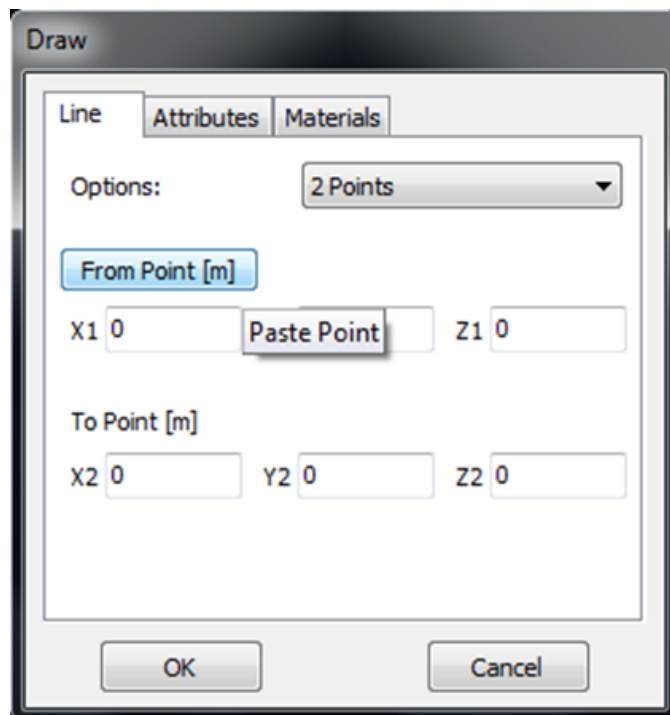 Draw
Line Attributes Materials
Options: 2 Points
From Point [m]
X1 0 Paste Point Z1 0
To Point [m]
X2 0 Y2 0 Z2 0
OK Cancel